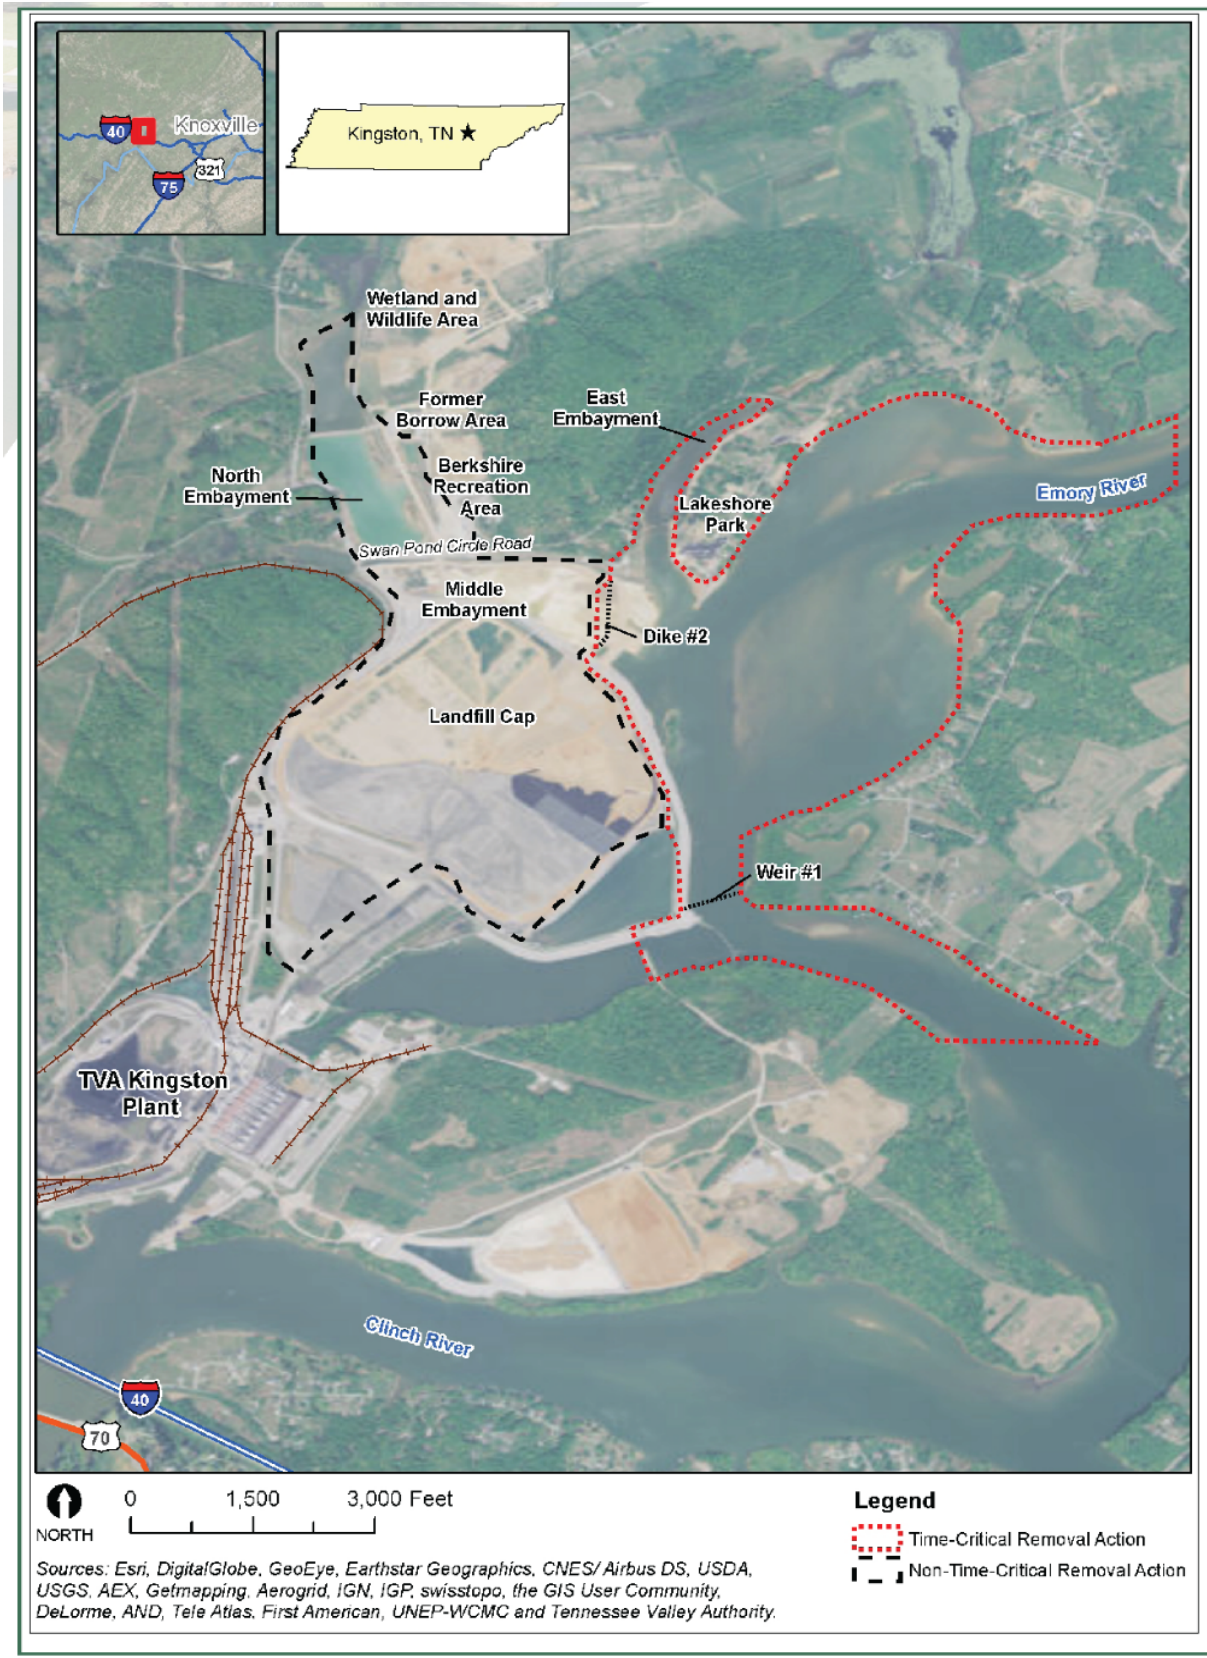 40
Knoxville
321
75
Kingston, TN
Wetland and
Wildlife Area
Former
Borrow Area
East
Embayment
Berkshire
Recreation
Area
North
Embayment
Lakeshore
Park
Emory River
Swan Pond Circle Road
Middle
Embayment
Dike #2
Landfill Cap
Weir #1
TVA Kingston
Plant
Clinch River
40
70
NORTH
0 1,500 3,000 Feet
Legend
Time-Critical Removal Action
Non-Time-Critical Removal Action
Sources: Esri, DigitalGlobe, GeoEye, Earthstar Geographics, CNES/Airbus DS, USDA,
USGS, AEX, Getmapping, Aerogrid, IGN, IGP, swisstopo, the GIS User Community,
DeLorme, AND, Tele Atlas, First American, UNEP-WCMC and Tennessee Valley Authority.